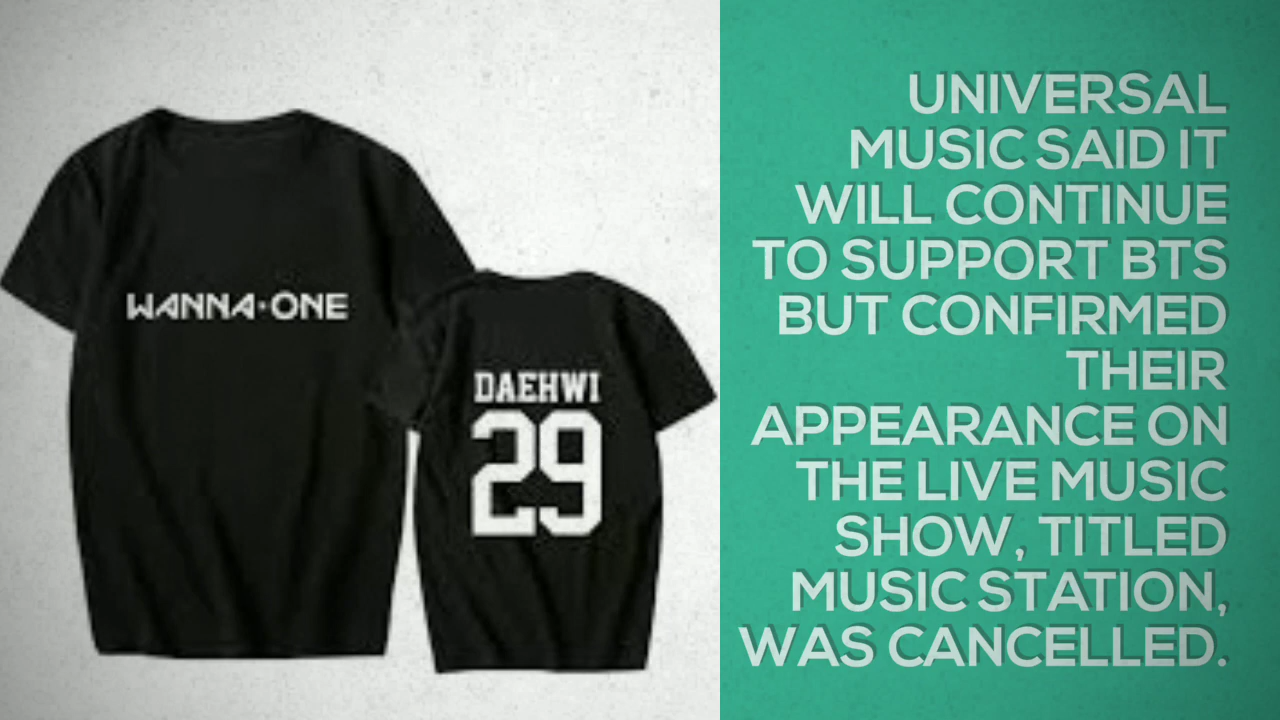 WANNA·ONE
DAEHWI
29
UNIVERSAL
MUSIC SAID IT
WILL CONTINUE
TO SUPPORT BTS
BUT CONFIRMED
THEIR
APPEARANCE ON
THE LIVE MUSIC
SHOW, TITLED
MUSIC STATION,
WAS CANCELLED.